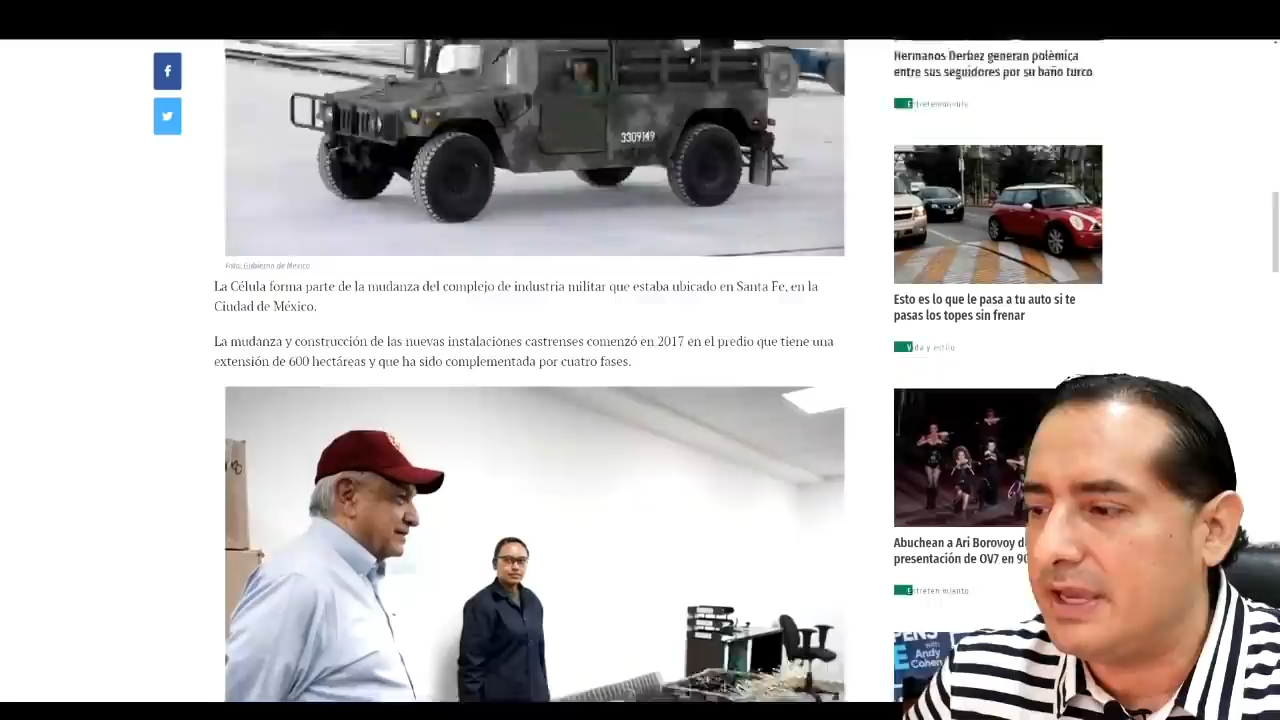 Hermanos Derbez generan polémica
entre sus seguidores por su baño turco
Entretenimiento
3309149
Esto es lo que le pasa a tu auto si te
pasas los topes sin frenar
Vida y estilo
Foto: Gobierno de México
La Célula forma parte de la mudanza del complejo de industria militar que estaba ubicado en Santa Fe, en la
Ciudad de México.
La mudanza y construcción de las nuevas instalaciones castrenses comenzó en 2017 en el predio que tiene una
extensión de 600 hectáreas y que ha sido complementada por cuatro fases.
Abuchean a Ari Borovoy
presentación de OV7 en 90
Entretenimiento
with
Andy
Cohen